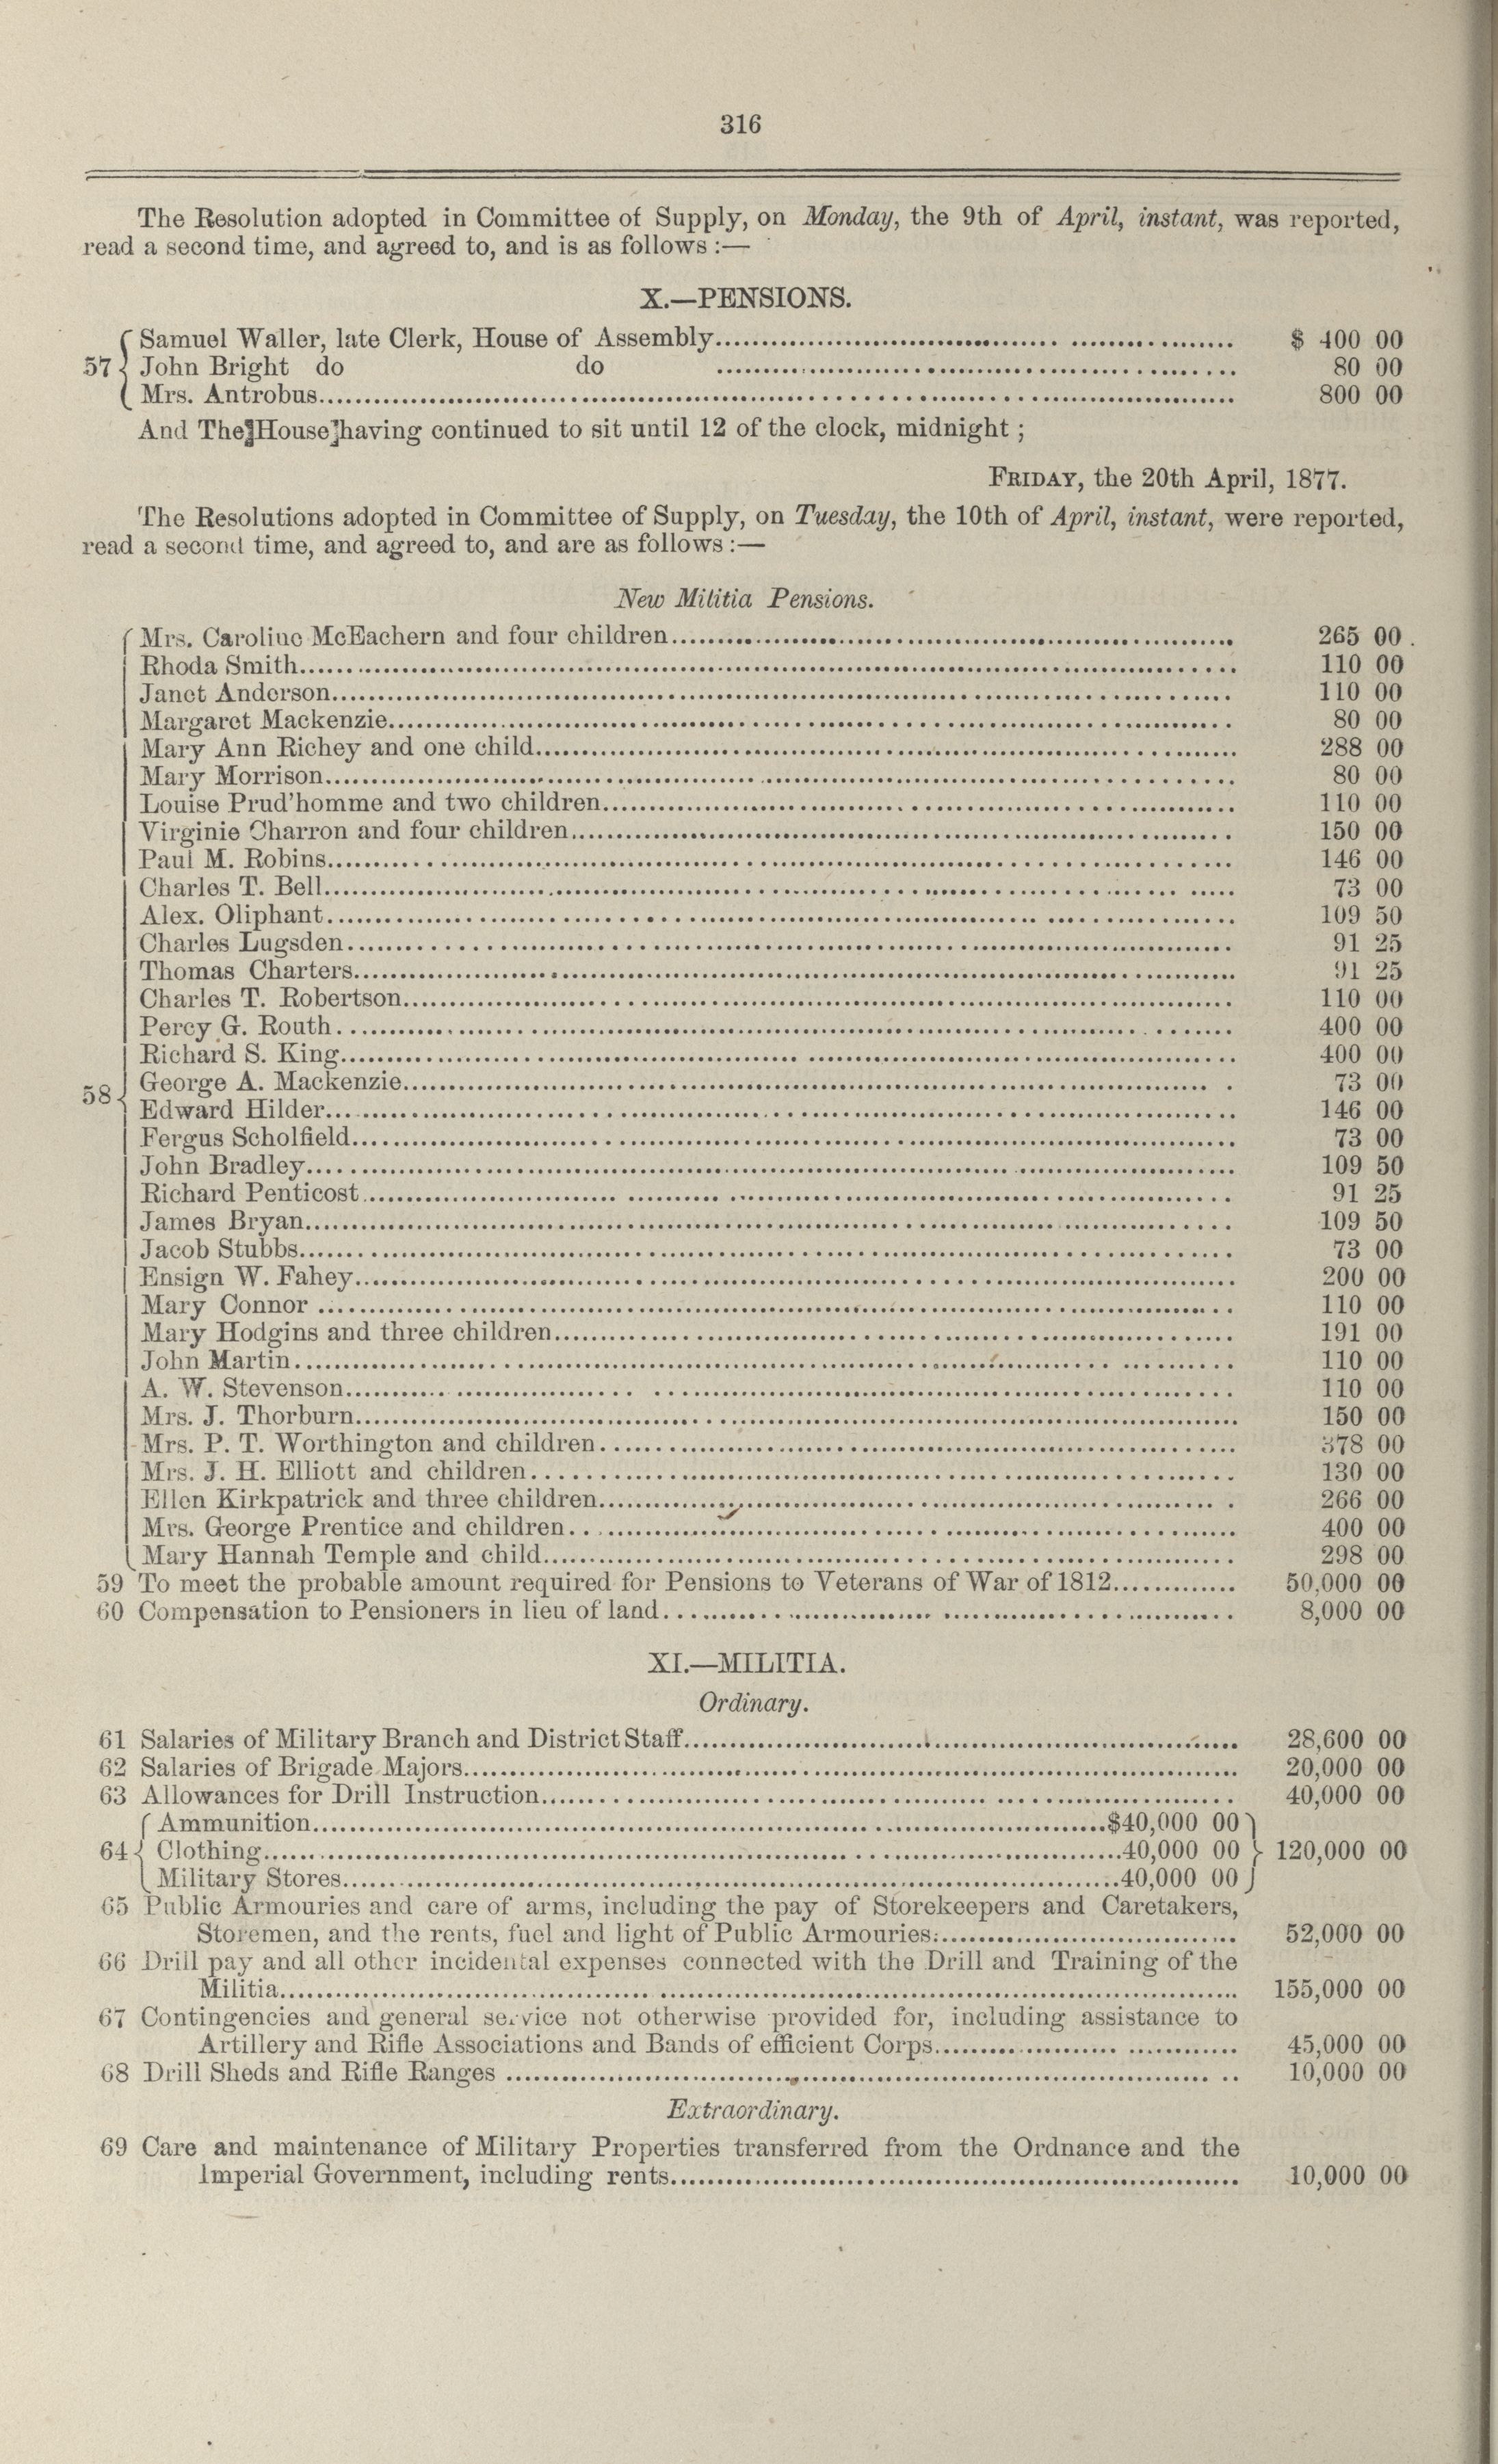 316
The Resolution adopted in Committee of Supply, on Monday, the 9th of April, instant, was reported,
read a second time, and agreed to, and is as follows :—
X.—PENSIONS.
Samuel Waller, late Clerk, House of Assembly........ $ 400 00
57 John Bright do do ........ 80 00
Mrs. Antrobus........ 800 00
And The]House]having continued to sit until 12 of the clock, midnight ;
FRIDAY, the 20th April, 1877.
The Resolutions adopted in Committee of Supply, on Tuesday, the 10th of April, instant, were reported,
read a second time, and agreed to, and are as follows :—
New Militia Pensions.
Mrs. Caroline McEachern and four children........ 265 00
Rhoda Smith........ 110 00
Janet Anderson........ 110 00
Margaret Mackenzie........ 80 00
Mary Ann Richey and one child........ 288 00
Mary Morrison........ 80 00
Louise Prud'homme and two children........ 110 00
Virginie Charron and four children........ 150 00
Paul M. Robins........ 146 00
Charles T. Bell........ 73 00
Alex. Oliphant........ 109 50
Charles Lugsden........ 91 25
Thomas Charters........ 91 25
Charles T. Robertson........ 110 00
Percy G. Routh........ 400 00
Richard S. King........ 400 00
58 George A. Mackenzie........ 73 00
Edward Hilder........ 146 00
Fergus Scholfield........ 73 00
John Bradley........ 109 50
Richard Penticost........ 91 25
James Bryan........ 109 50
Jacob Stubbs........ 73 00
Ensign W. Fahey........ 200 00
Mary Connor ........ 110 00
Mary Hodgins and three children........ 191 00
John Martin........ 110 00
A. W. Stevenson........ 110 00
Mrs. J. Thorburn........ 150 00
Mrs. P. T. Worthington and children........ 378 00
Mrs. J. H. Elliott and children........ 130 00
Ellen Kirkpatrick and three children........ 266 00
Mrs. George Prentice and children........ 400 00
Mary Hannah Temple and child........ 298 00
59 To meet the probable amount required for Pensions to Veterans of War of 1812........ 50,000 00
60 Compensation to Pensioners in lieu of land........ 8,000 00
XI.—MILITIA.
Ordinary.
61 Salaries of Military Branch and District Staff........ 28,600 00
62 Salaries of Brigade Majors........ 20,000 00
63 Allowances for Drill Instruction........ 40,000 00
Ammunition........$40,000 00
64 Clothing........40,000 00 120,000 00
Military Stores........40,000 00
65 Public Armouries and care of arms, including the pay of Storekeepers and Caretakers,
Storemen, and the rents, fuel and light of Public Armouries........ 52,000 00
66 Drill pay and all other incidental expenses connected with the Drill and Training of the
Militia........ 155,000 00
67 Contingencies and general service not otherwise provided for, including assistance to
Artillery and Rifle Associations and Bands of efficient Corps........ 45,000 00
68 Drill Sheds and Rifle Ranges ........ 10,000 00
Extraordinary.
69 Care and maintenance of Military Properties transferred from the Ordnance and the
Imperial Government, including rents........ 10,000 00